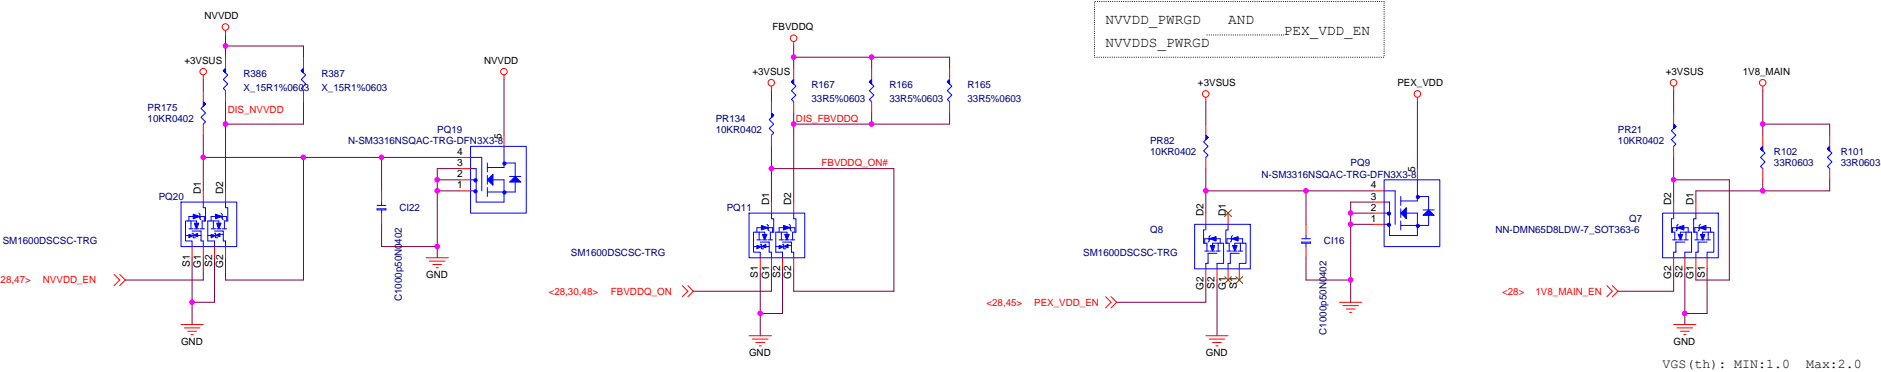 NVVDD
+3VSUS
R386
X_15R1%0603
R387
X_15R1%0603
NVVDD
PR175
10KR0402
DIS_NVVDD
PQ19
N-SM3316NSQAC-TRG-DFN3X3-8
5
4
3
2
1
D1
D2
PQ20
CI22
C1000p50N0402
SM1600DSCSC-TRG
S1
G1
S2
G2
GND
28,47> NVVDD_EN
GND
FBVDDQ
+3VSUS
R167
33R5%0603
R166
33R5%0603
R165
33R5%0603
PR134
10KR0402
DIS_FBVDDQ
FBVDDQ_ON#
D1
D2
PQ11
SM1600DSCSC-TRG
S1
G1
S2
G2
<28,30,48> FBVDDQ_ON
GND
NVVDD_PWRGD AND
PEX_VDD_EN
NVVDDS_PWRGD
+3VSUS
PEX_VDD
PR82
10KR0402
PQ9
N-SM3316NSQAC-TRG-DFN3X3-8
5
4
3
2
1
D2
D1
Q8
SM1600DSCSC-TRG
CI16
C1000p50N0402
G2
S2
G1
S1
<28,45> PEX_VDD_EN
GND
GND
+3VSUS
1V8_MAIN
PR21
10KR0402
R102
33R0603
R101
33R0603
D2
D1
Q7
NN-DMN65D8LDW-7_SOT363-6
G2
S2
S1
G1
<28> 1V8_MAIN_EN
GND
VGS(th): MIN:1.0 Max:2.0